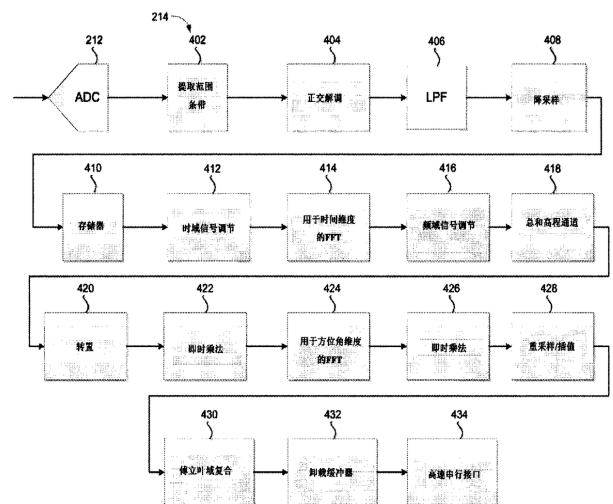 214
212
402
404
406
408
ADC
提取范围
条带
正交解调
LPF
降采样
410
412
414
416
418
存储器
时域信号调节
用于时间维度
的FFT
频域信号调节
总和高程通道
420
422
424
426
428
转置
即时乘法
用于方位角维度
的FFT
即时乘法
重采样/插值
430
432
434
傅立叶域复合
卸载缓冲器
高速串行接口